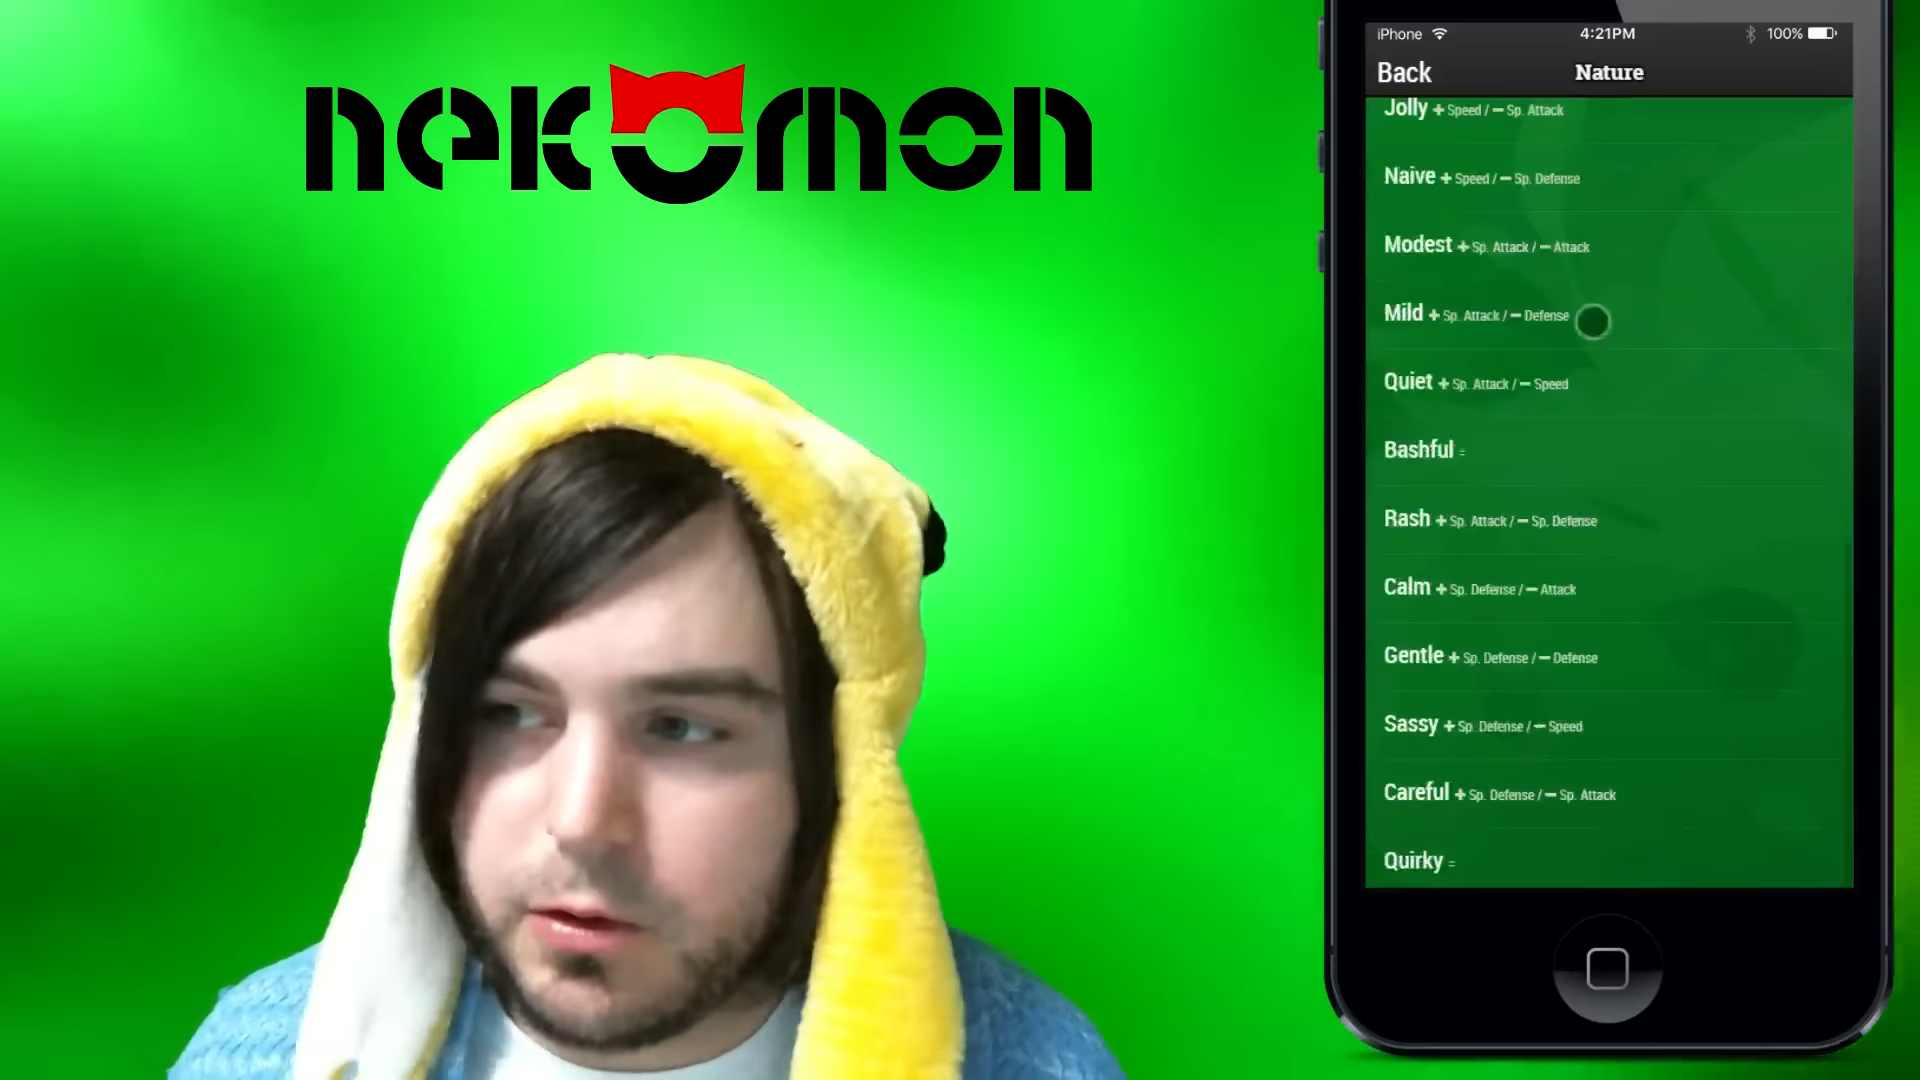 nekomon
iPhone 4:21PM 100%
Back Nature
Jolly + Speed / − Sp. Attack
Naive + Speed / − Sp. Defense
Modest + Sp. Attack / − Attack
Mild + Sp. Attack / − Defense
Quiet + Sp. Attack / − Speed
Bashful =
Rash + Sp. Attack / − Sp. Defense
Calm + Sp. Defense / − Attack
Gentle + Sp. Defense / − Defense
Sassy + Sp. Defense / − Speed
Careful + Sp. Defense / − Sp. Attack
Quirky =